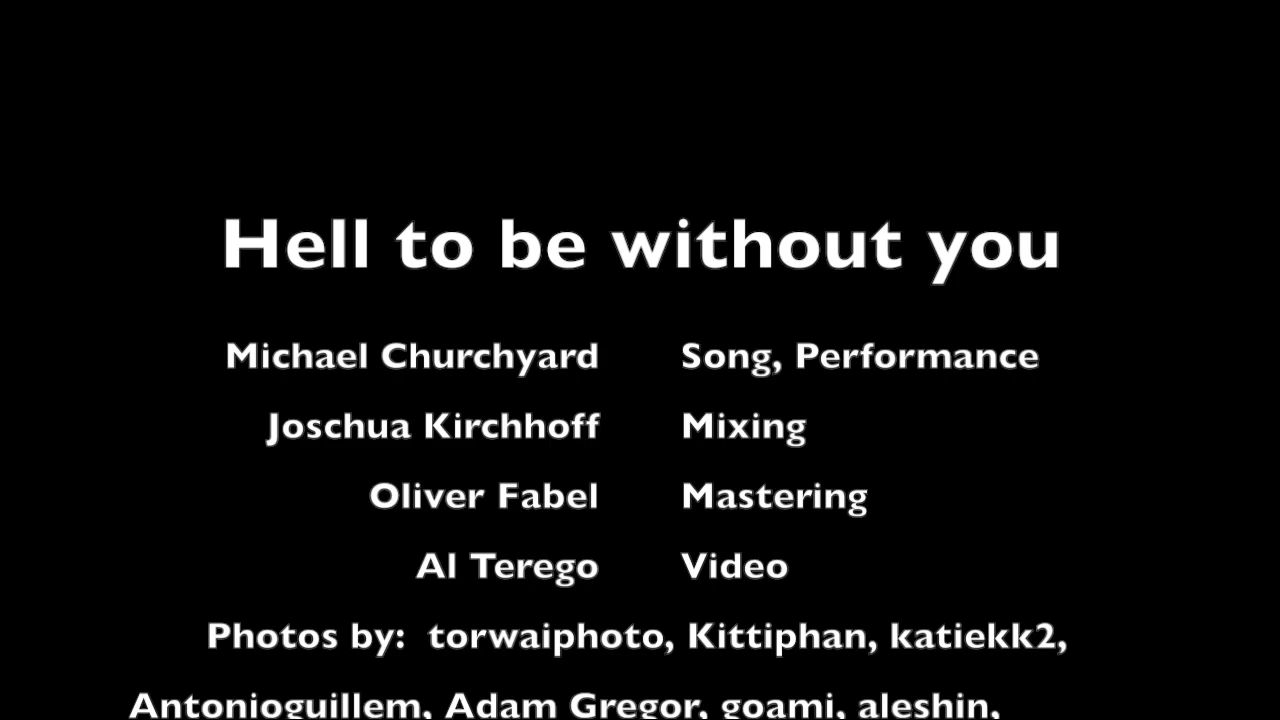 Hell to be without you
Michael Churchyard Song, Performance
Joschua Kirchhoff Mixing
Oliver Fabel Mastering
Al Terego Video
Photos by: torwaiphoto, Kittiphan, katiekk2,
Antonioguillem, Adam Gregor, goami, aleshin,